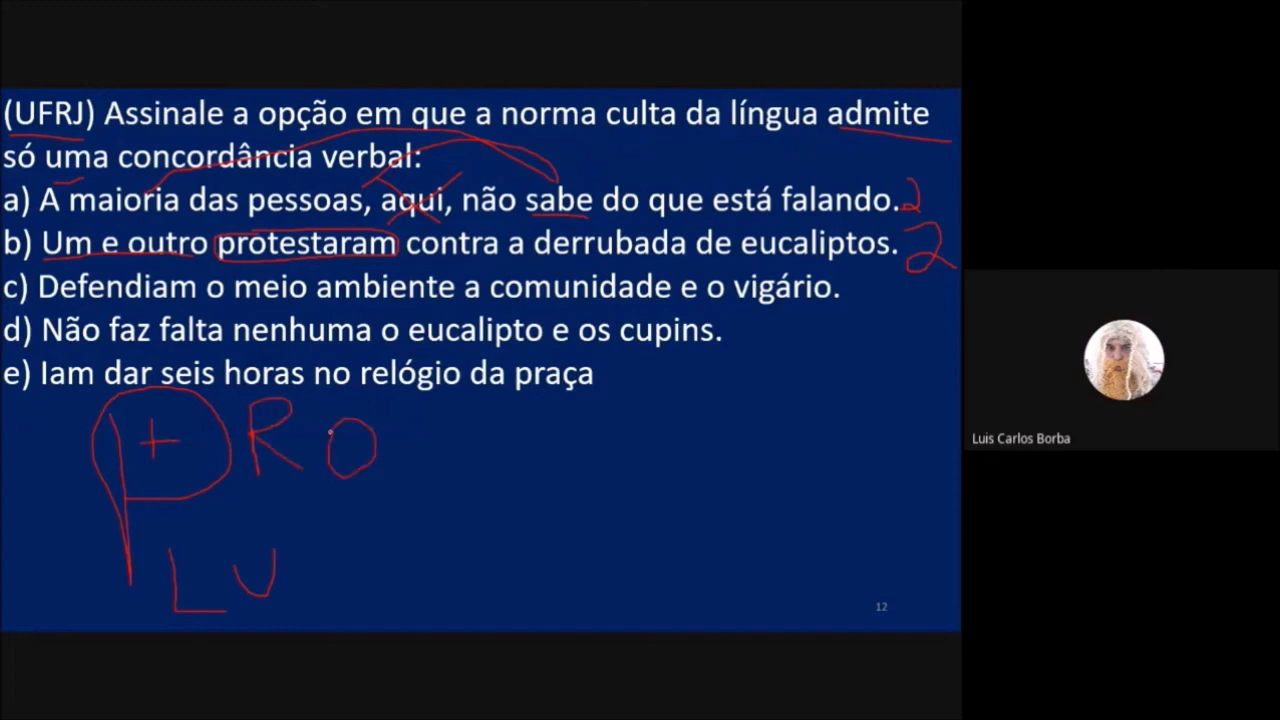 (UFRJ) Assinale a opção em que a norma culta da língua admite
só uma concordância verbal:
a) A maioria das pessoas, aqui, não sabe do que está falando. 2
b) Um e outro protestaram contra a derrubada de eucaliptos. 2
c) Defendiam o meio ambiente a comunidade e o vigário.
d) Não faz falta nenhuma o eucalipto e os cupins.
e) Iam dar seis horas no relógio da praça
P + R O
L U
12
Luis Carlos Borba